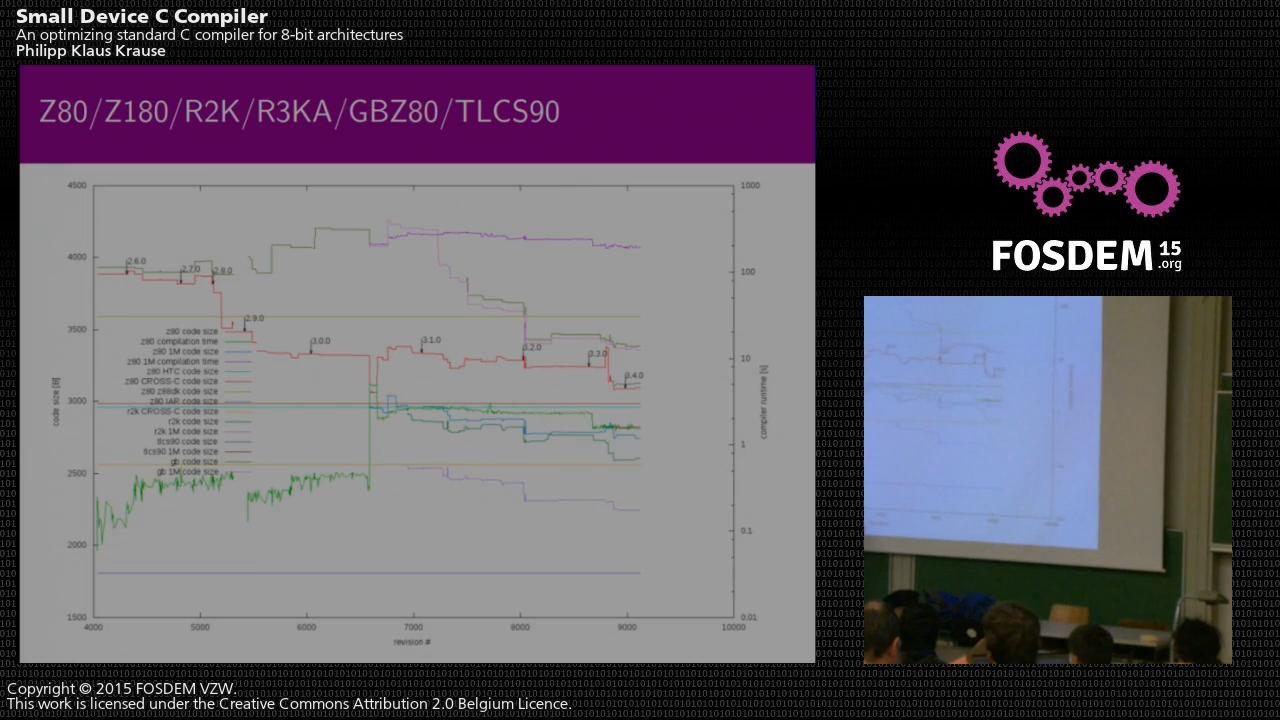 Small Device C Compiler
An optimizing standard C compiler for 8-bit architectures
Philipp Klaus Krause
Z80/Z180/R2K/R3KA/GBZ80/TLCS90
4500
4000
3500
3000
2500
2000
1500
code size [B]
1000
100
10
1
0.1
0.01
compiler runtime [s]
4000 5000 6000 7000 8000 9000 10000
revision #
2.6.0
2.7.0
2.8.0
2.9.0
3.0.0
3.1.0
3.2.0
3.3.0
3.4.0
z80 code size
z80 compilation time
z80 1M code size
z80 1M compilation time
z80 HTC code size
z80 CROSS-C code size
z80 z88dk code size
z80 IAR code size
r2k CROSS-C code size
r2k code size
r2k 1M code size
tlcs90 code size
tlcs90 1M code size
gb code size
gb 1M code size
FOSDEM 15
.org
Copyright © 2015 FOSDEM VZW.
This work is licensed under the Creative Commons Attribution 2.0 Belgium Licence.